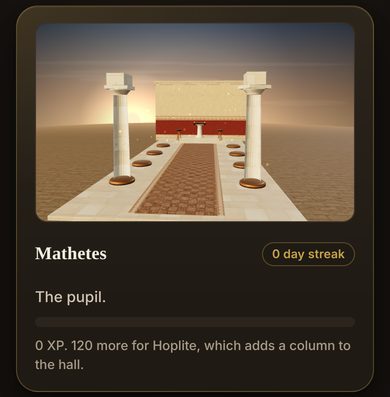 Mathetes
0 day streak
The pupil.
0 XP. 120 more for Hoplite, which adds a column to
the hall.